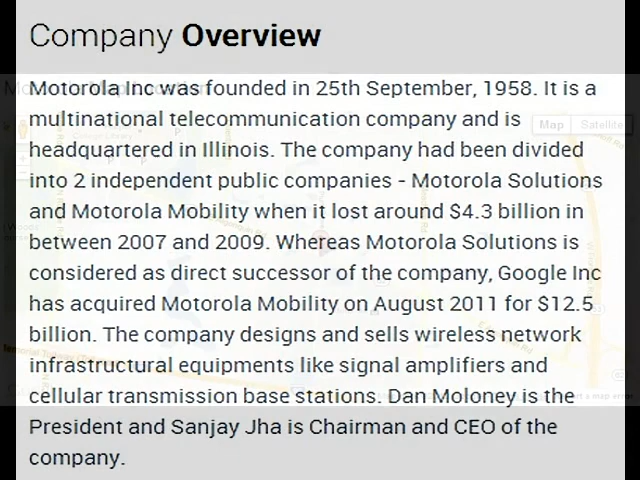 Company Overview
Motorola Inc was founded in 25th September, 1958. It is a
multinational telecommunication company and is
headquartered in Illinois. The company had been divided
into 2 independent public companies - Motorola Solutions
and Motorola Mobility when it lost around $4.3 billion in
between 2007 and 2009. Whereas Motorola Solutions is
considered as direct successor of the company, Google Inc
has acquired Motorola Mobility on August 2011 for $12.5
billion. The company designs and sells wireless network
infrastructural equipments like signal amplifiers and
cellular transmission base stations. Dan Moloney is the
President and Sanjay Jha is Chairman and CEO of the
company.
Map
Satellite